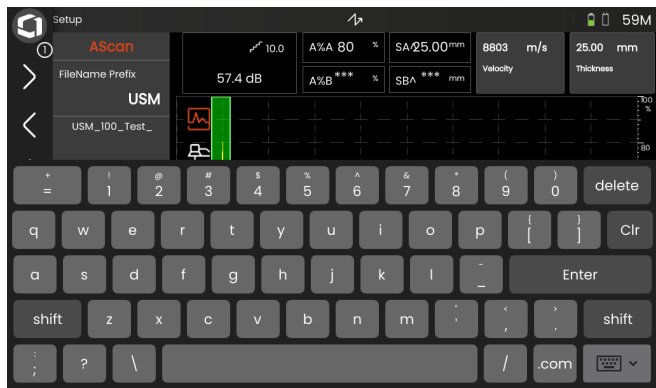 Setup
59M
1
AScan
10.0
57.4 dB
A%A 80 %
A%B *** %
SA 25.00 mm
SB^ *** mm
8803 m/s
Velocity
25.00 mm
Thickness
FileName Prefix
USM
USM_100_Test_
100
%
80
+ ! @ # $ % ^ & * ( )
= 1 2 3 4 5 6 7 8 9 0 delete
{ }
q w e r t y u i o p [ ] Clr
a s d f g h j k l - _ Enter
" < >
shift z x c v b n m ' , . shift
:
; ? \ / .com